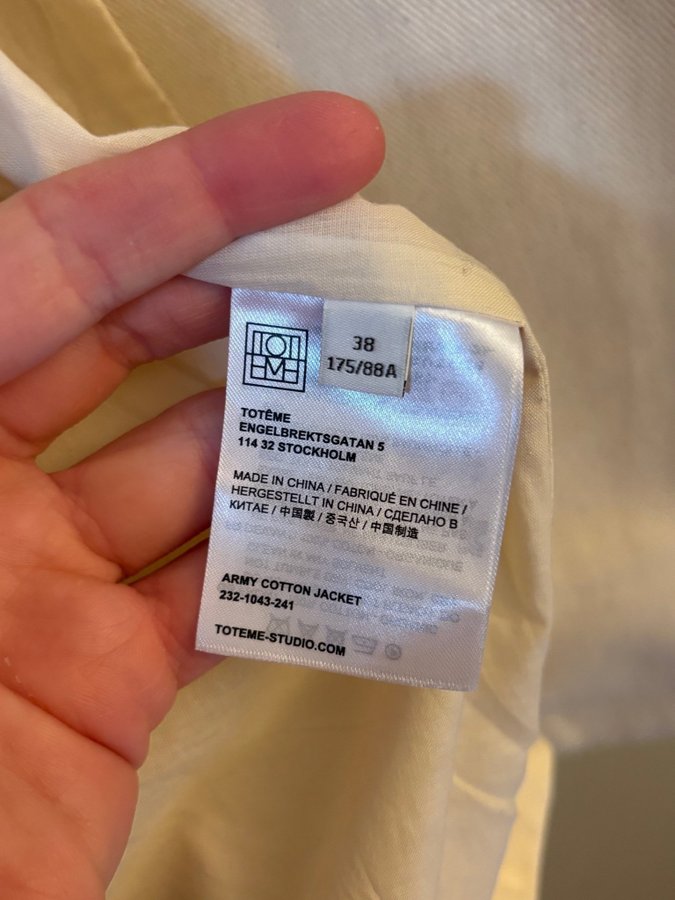 TOTEME
38
175/88A
TOTÊME
ENGELBREKTSGATAN 5
114 32 STOCKHOLM
MADE IN CHINA / FABRIQUÉ EN CHINE /
HERGESTELLT IN CHINA / СДЕЛАНО В
КИТАЕ / 中国製 / 중국산 / 中国制造
ARMY COTTON JACKET
232-1043-241
TOTEME-STUDIO.COM